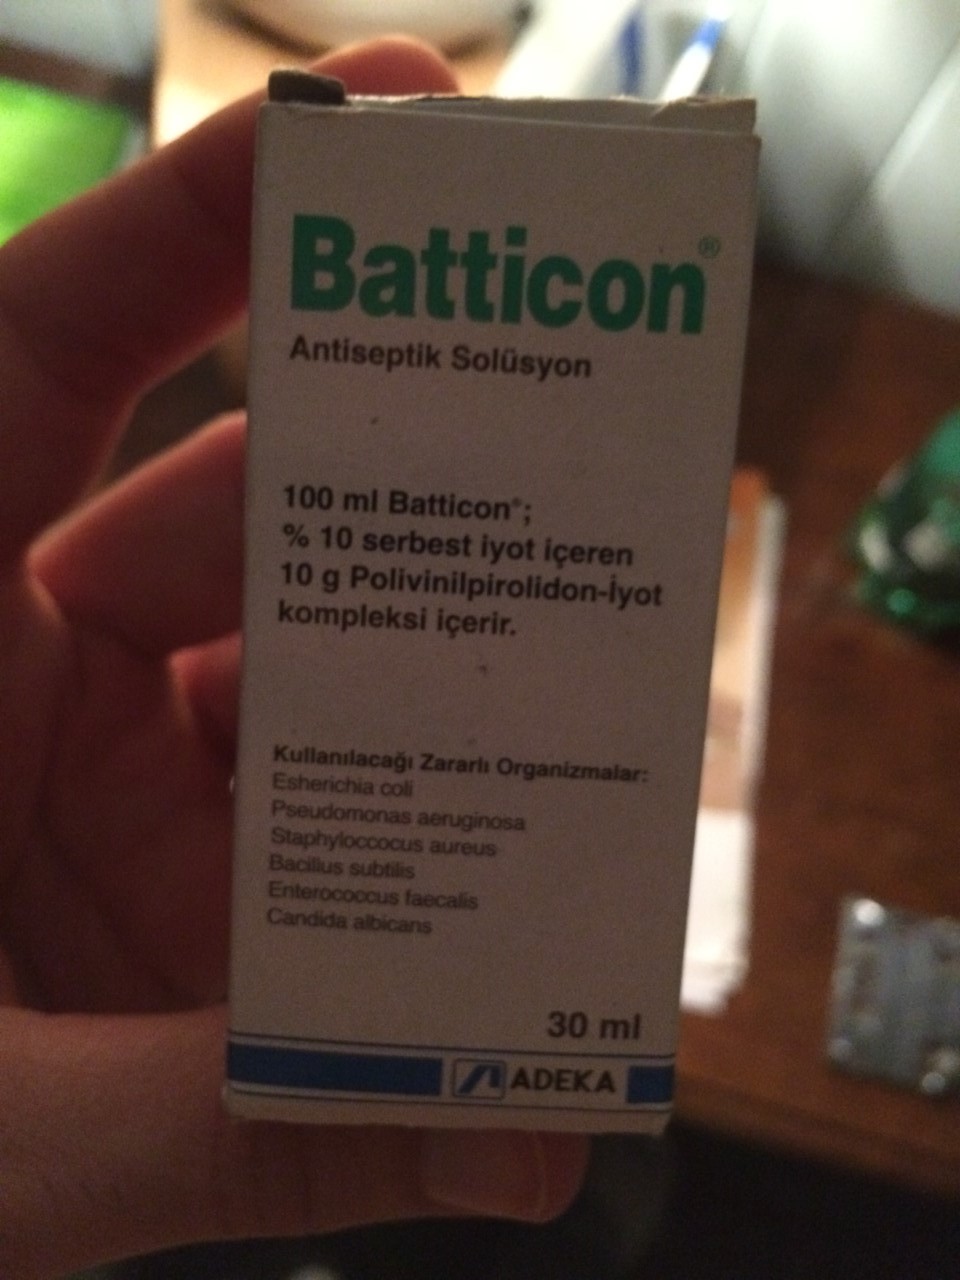 Batticon®
Antiseptik Solüsyon
100 ml Batticon®;
% 10 serbest iyot içeren
10 g Polivinilpirolidon-İyot
kompleksi içerir.
Kullanılacağı Zararlı Organizmalar:
Esherichia coli
Pseudomonas aeruginosa
Staphyloccocus aureus
Bacillus subtilis
Enterococcus faecalis
Candida albicans
30 ml
ADEKA